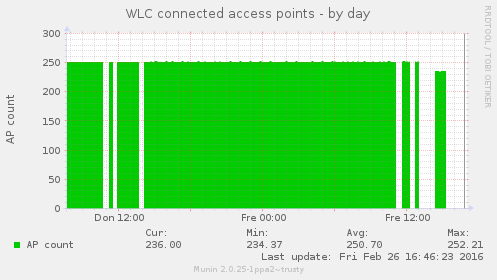 WLC connected access points - by day
RRDTOOL / TOBI OETIKER
AP count
300
250
200
150
100
50
0
Don 12:00 Fre 00:00 Fre 12:00
Cur: Min: Avg: Max:
AP count 236.00 234.37 250.70 252.21
Last update: Fri Feb 26 16:46:23 2016
Munin 2.0.25-1ppa2~trusty